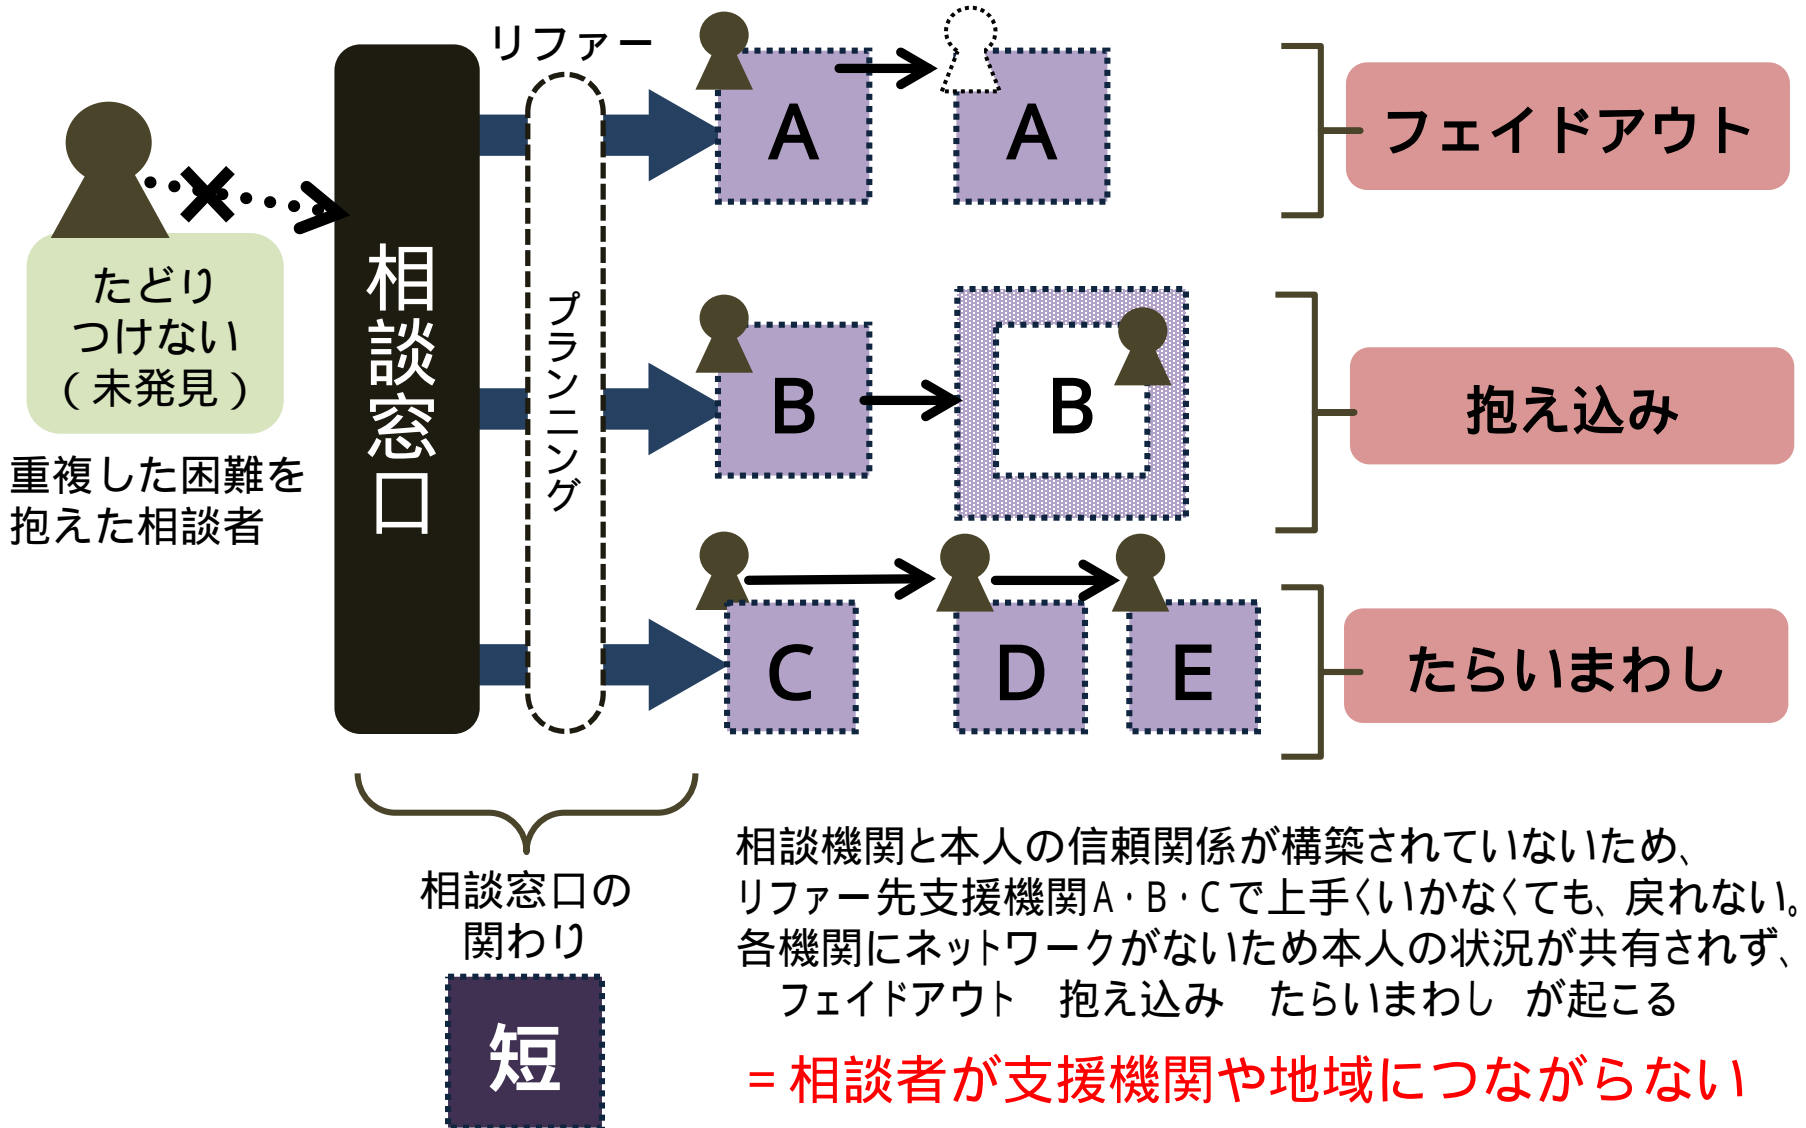 リファー
A
A
フェイドアウト
たどり
つけない
（未発見）
重複した困難を
抱えた相談者
相談窓口
プランニング
B
B
抱え込み
C
D
E
たらいまわし
相談窓口の
関わり
短
相談機関と本人の信頼関係が構築されていないため、
リファー先支援機関A・B・Cで上手くいかなくても、戻れない。
各機関にネットワークがないため本人の状況が共有されず、
フェイドアウト　抱え込み　たらいまわし　が起こる
=相談者が支援機関や地域につながらない